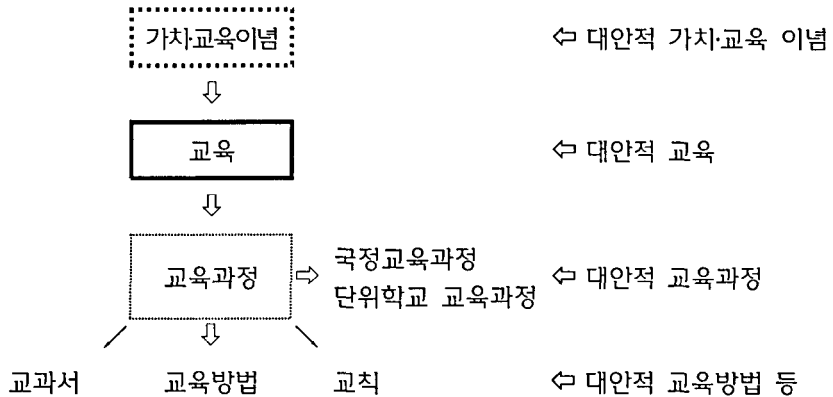 가치·교육이념 ⇦ 대안적 가치·교육 이념
⇩
교육 ⇦ 대안적 교육
⇩
교육과정 ⇨ 국정교육과정 ⇦ 대안적 교육과정
단위학교 교육과정
⇩
교과서 교육방법 교칙 ⇦ 대안적 교육방법 등